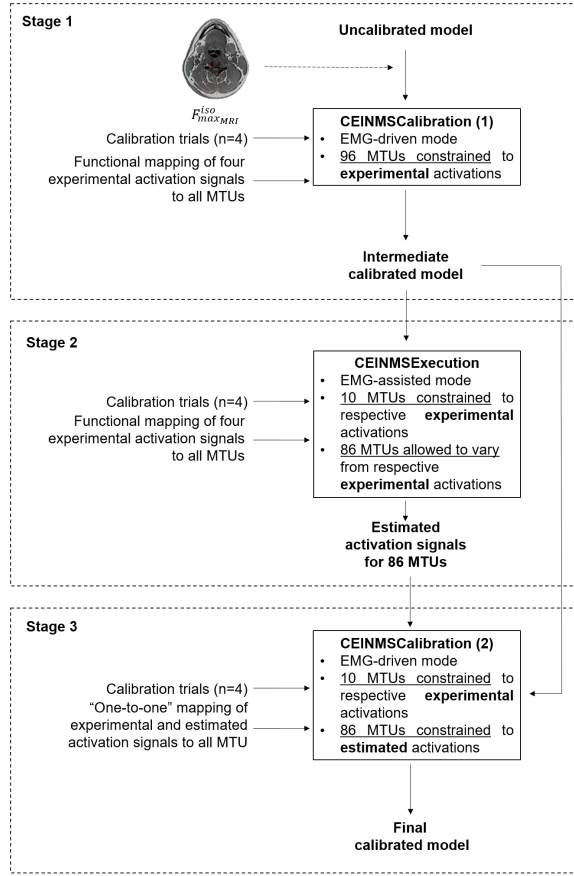 Stage 1
Uncalibrated model
F^{iso}_{max_{MRI}}
CEINMSCalibration (1)
• EMG-driven mode
• 96 MTUs constrained to
experimental activations
Calibration trials (n=4)
Functional mapping of four
experimental activation signals
to all MTUs
Intermediate
calibrated model
Stage 2
CEINMSExecution
• EMG-assisted mode
• 10 MTUs constrained to
respective experimental
activations
• 86 MTUs allowed to vary
from respective
experimental activations
Calibration trials (n=4)
Functional mapping of four
experimental activation signals
to all MTUs
Estimated
activation signals
for 86 MTUs
Stage 3
CEINMSCalibration (2)
• EMG-driven mode
• 10 MTUs constrained to
respective experimental
activations
• 86 MTUs constrained to
estimated activations
Calibration trials (n=4)
“One-to-one” mapping of
experimental and estimated
activation signals to all MTU
Final
calibrated model